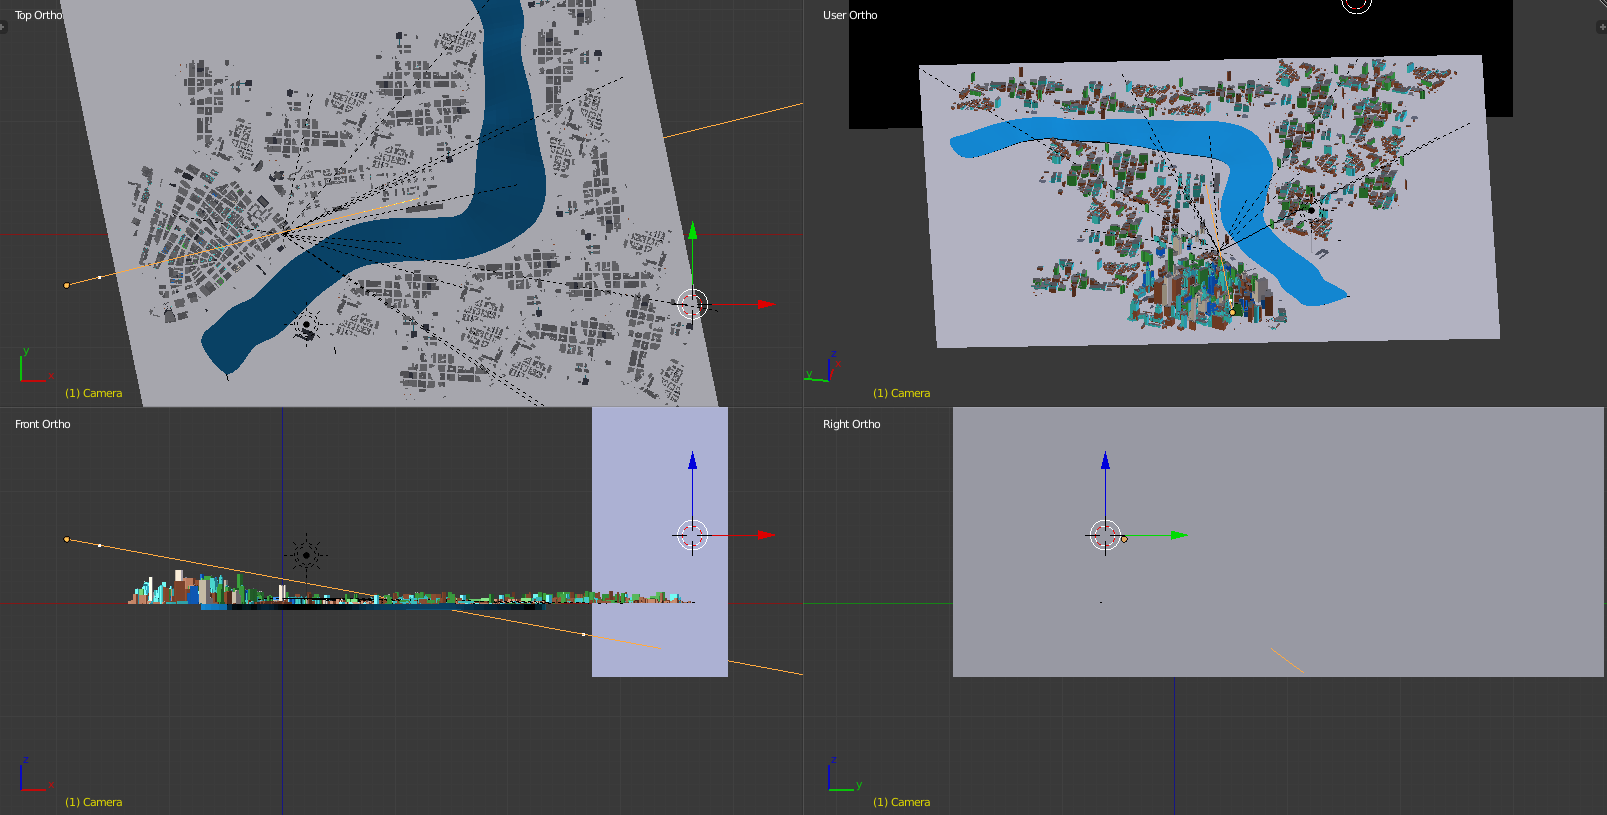 Top Ortho
User Ortho
y
x
(1) Camera
z
y
(1) Camera
Front Ortho
Right Ortho
z
x
(1) Camera
z
y
(1) Camera